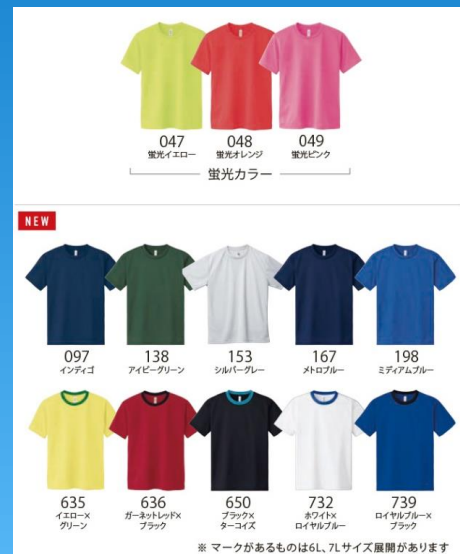 047 048 049
蛍光イエロー 蛍光オレンジ 蛍光ピンク
蛍光カラー
NEW
097 138 153 167 198
インディゴ アイビーグリーン シルバーグレー メトロブルー ミディアムブルー
635 636 650 732 739
イエロー× ガーネットレッド× ブラック× ホワイト× ロイヤルブルー×
グリーン ブラック ターコイズ ロイヤルブルー ブラック
※ マークがあるものは6L、7Lサイズ展開があります